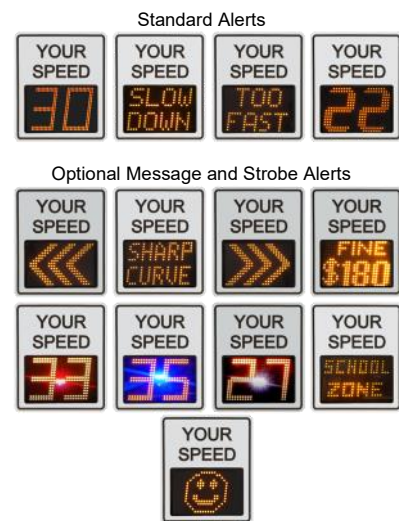 Standard Alerts
YOUR SPEED
30
YOUR SPEED
SLOW
DOWN
YOUR SPEED
TOO
FAST
YOUR SPEED
22
Optional Message and Strobe Alerts
YOUR SPEED
<<<
YOUR SPEED
SHARP
CURVE
YOUR SPEED
>>>
YOUR SPEED
FINE
$180
YOUR SPEED
33
YOUR SPEED
35
YOUR SPEED
27
YOUR SPEED
SCHOOL
ZONE
YOUR SPEED